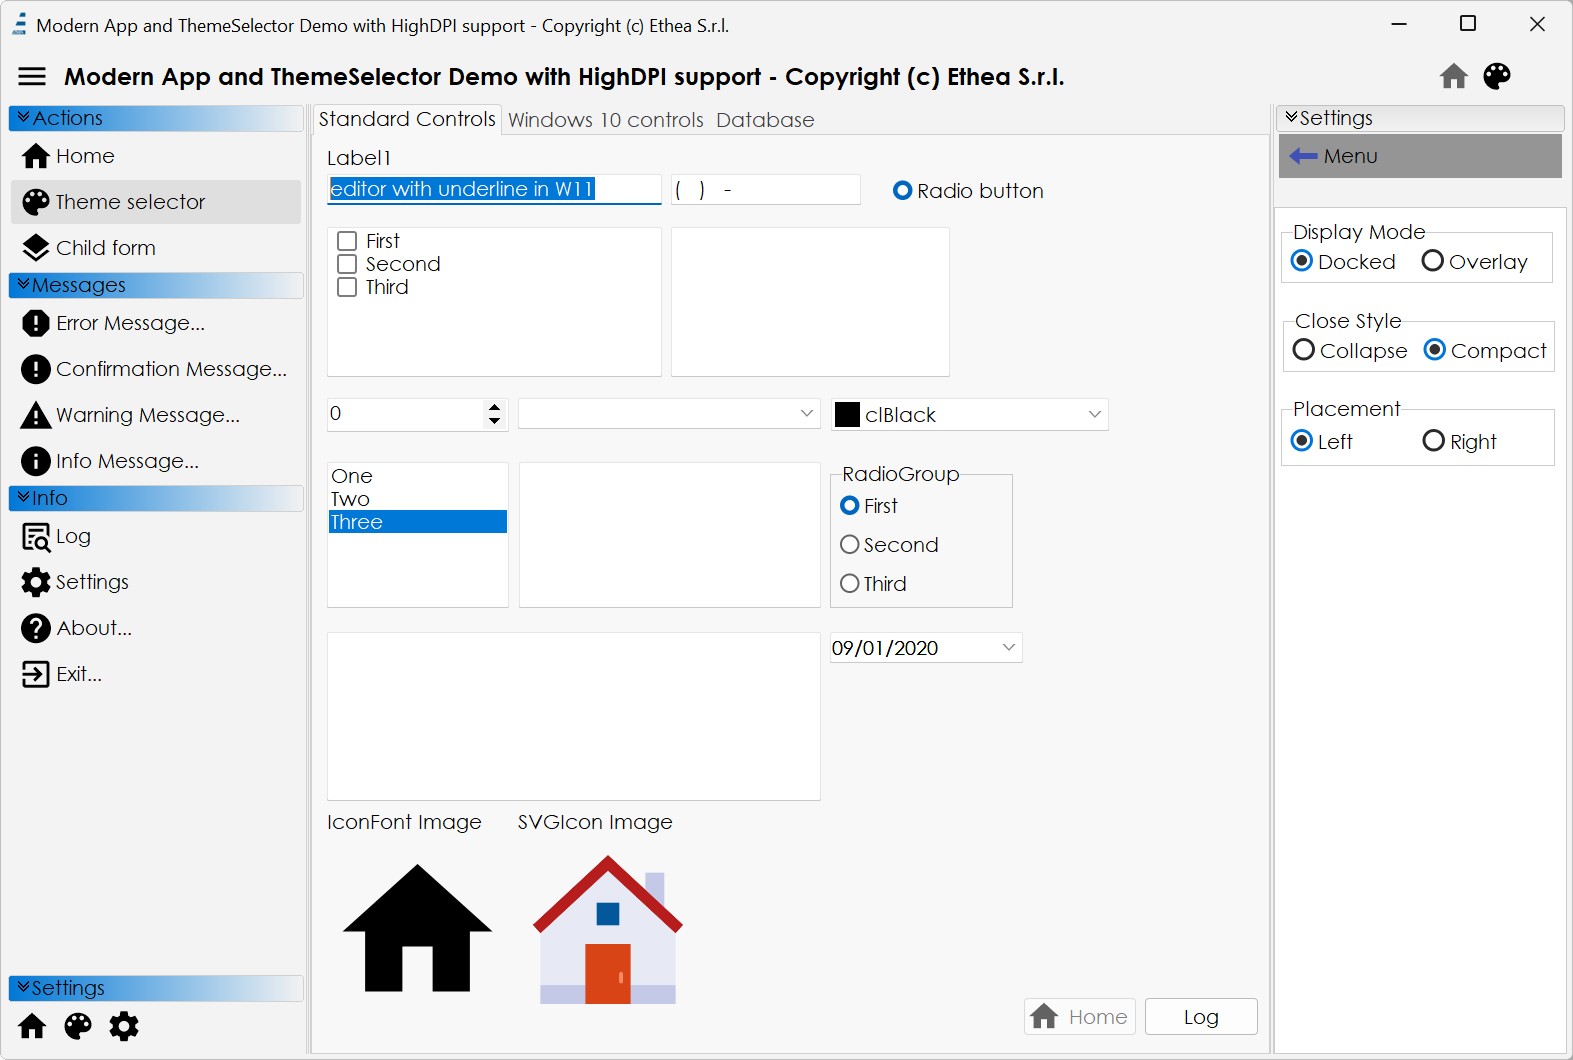 Modern App and ThemeSelector Demo with HighDPI support - Copyright (c) Ethea S.r.l.
Modern App and ThemeSelector Demo with HighDPI support - Copyright (c) Ethea S.r.l.
Actions
Home
Theme selector
Child form
Messages
Error Message...
Confirmation Message...
Warning Message...
Info Message...
Info
Log
Settings
About...
Exit...
Settings
Standard Controls Windows 10 controls Database
Label1
editor with underline in W11 ( ) - Radio button
First
Second
Third
0 clBlack
One
Two
Three
RadioGroup
First
Second
Third
09/01/2020
IconFont Image SVGIcon Image
Home Log
Settings
Menu
Display Mode
Docked Overlay
Close Style
Collapse Compact
Placement
Left Right